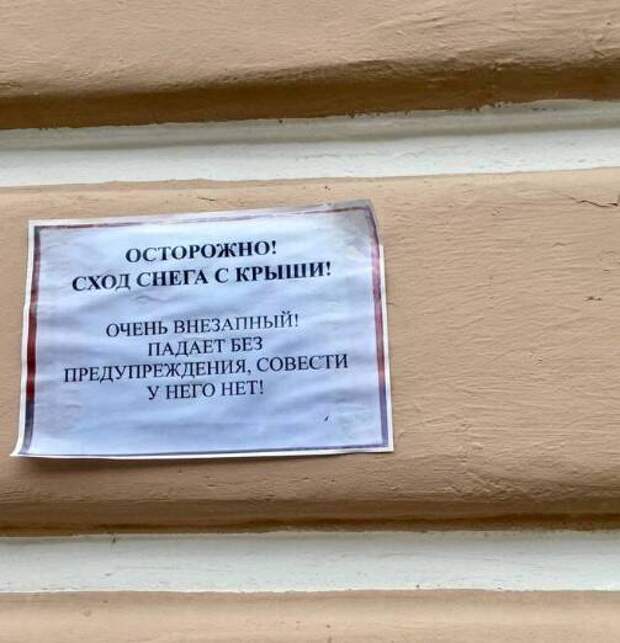 ОСТОРОЖНО!
СХОД СНЕГА С КРЫШИ!
ОЧЕНЬ ВНЕЗАПНЫЙ!
ПАДАЕТ БЕЗ
ПРЕДУПРЕЖДЕНИЯ, СОВЕСТИ
У НЕГО НЕТ!